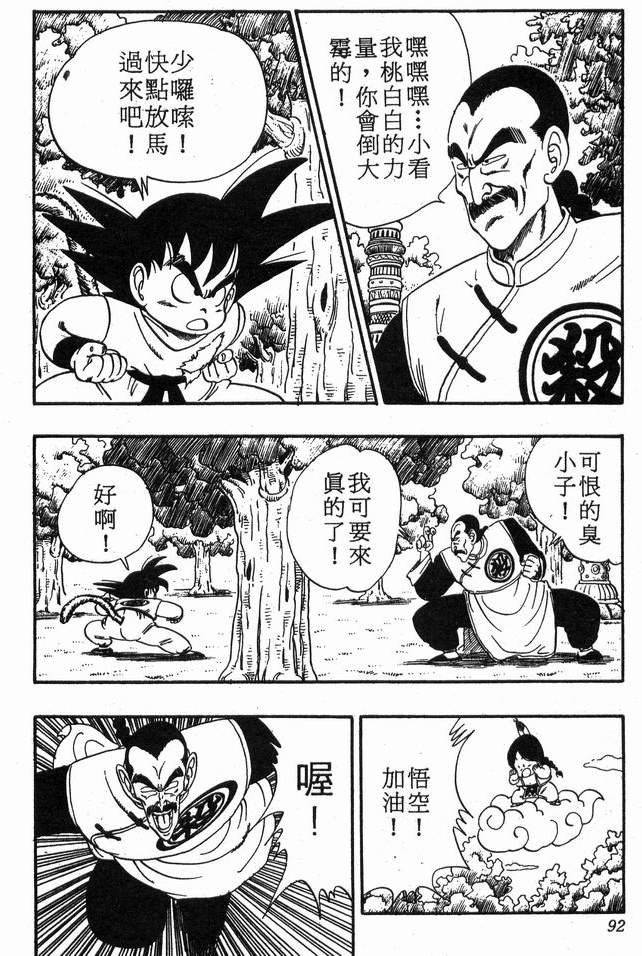 嘿嘿嘿…小看
我桃白白的力
量，你會倒大
霉的！
殺
少囉嗦！
快點放馬
過來吧！
可恨的臭
小子！
我可要來
真的了！
殺
好啊！
悟空！
加油！
喔！
殺
92